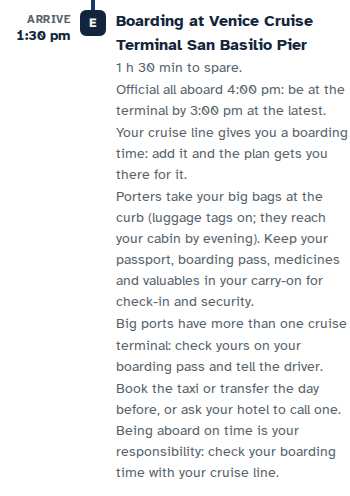 ARRIVE
1:30 pm
E
Boarding at Venice Cruise
Terminal San Basilio Pier
1 h 30 min to spare.
Official all aboard 4:00 pm: be at the
terminal by 3:00 pm at the latest.
Your cruise line gives you a boarding
time: add it and the plan gets you
there for it.
Porters take your big bags at the
curb (luggage tags on; they reach
your cabin by evening). Keep your
passport, boarding pass, medicines
and valuables in your carry-on for
check-in and security.
Big ports have more than one cruise
terminal: check yours on your
boarding pass and tell the driver.
Book the taxi or transfer the day
before, or ask your hotel to call one.
Being aboard on time is your
responsibility: check your boarding
time with your cruise line.